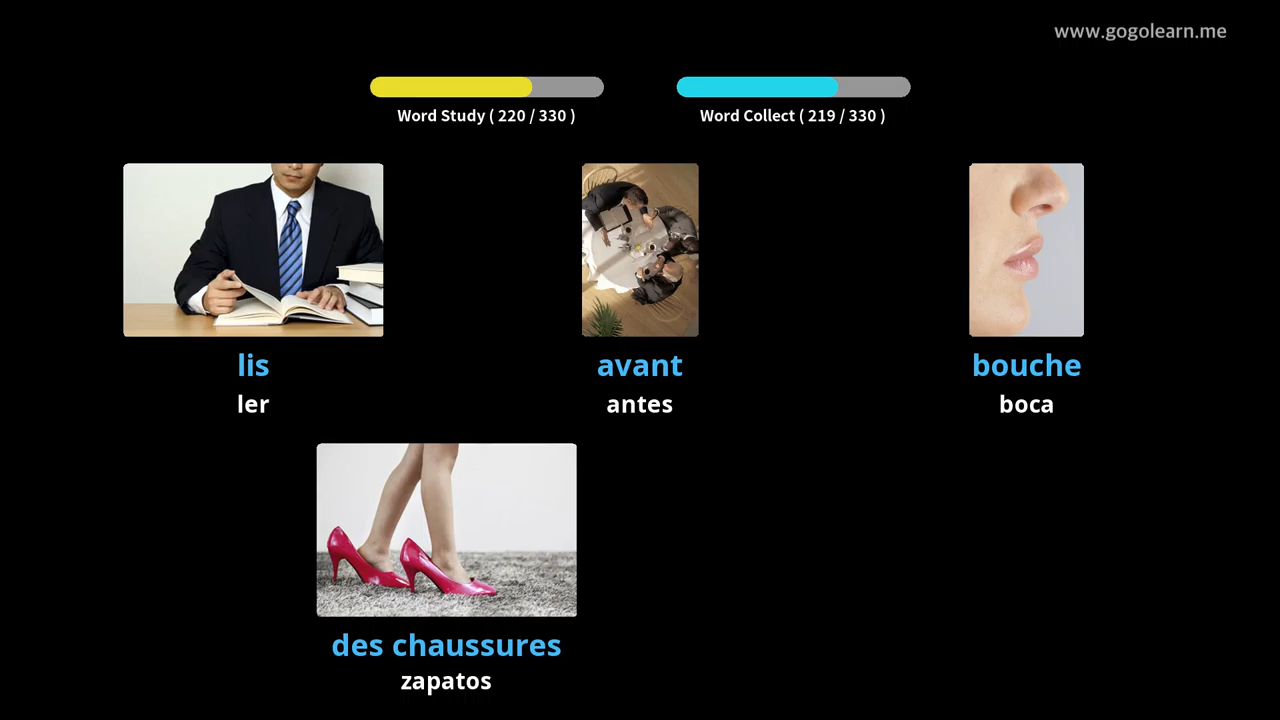 www.gogolearn.me
Word Study ( 220 / 330 )
Word Collect ( 219 / 330 )
lis
ler
avant
antes
bouche
boca
des chaussures
zapatos